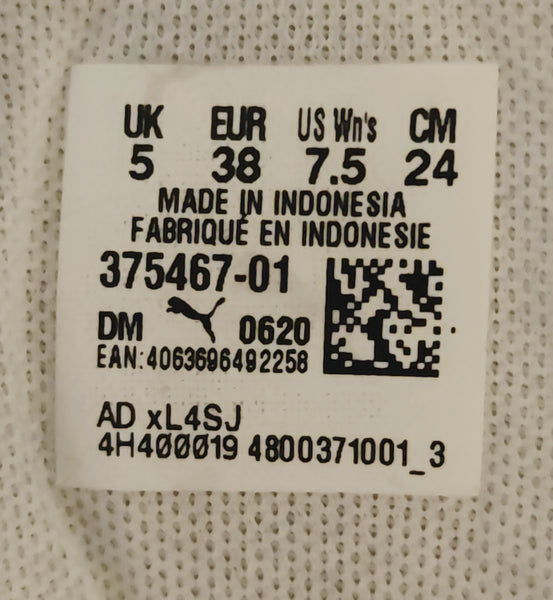 UK EUR US Wn's CM
5 38 7.5 24
MADE IN INDONESIA
FABRIQUÉ EN INDONESIE
375467-01
DM 0620
EAN:4063696492258
AD xL4SJ
4H400019 4800371001_3